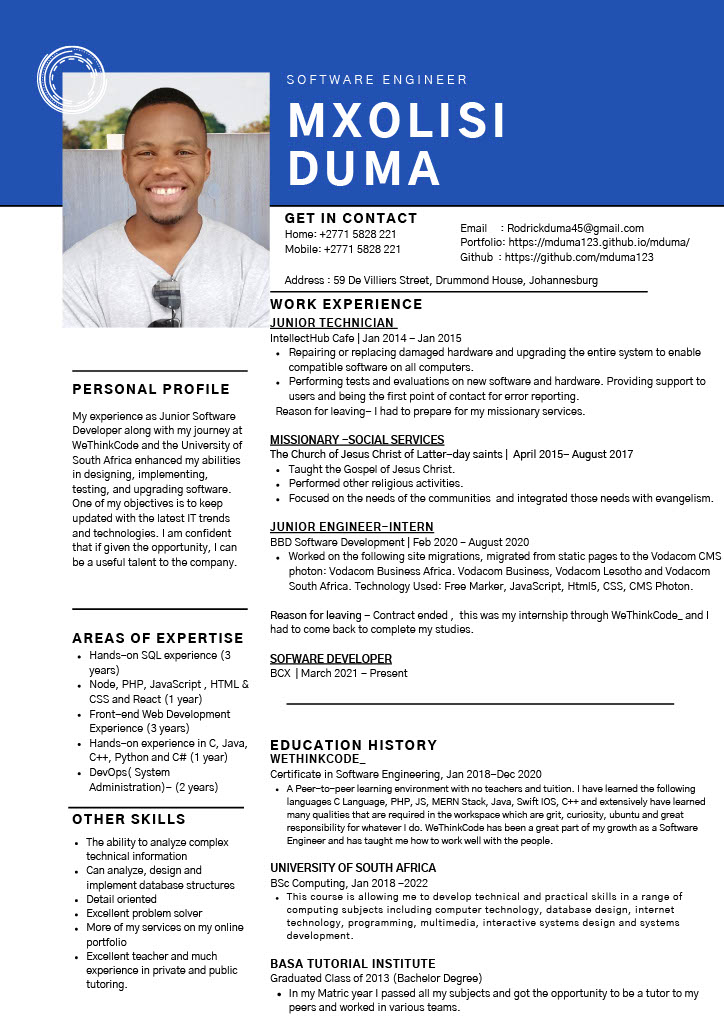 SOFTWARE ENGINEER
MXOLISI
DUMA
GET IN CONTACT
Home: +2771 5828 221
Mobile: +2771 5828 221
Email : Rodrickduma45@gmail.com
Portfolio: https://mduma123.github.io/mduma/
Github : https://github.com/mduma123
Address : 59 De Villiers Street, Drummond House, Johannesburg
WORK EXPERIENCE
JUNIOR TECHNICIAN
IntellectHub Cafe | Jan 2014 - Jan 2015
• Repairing or replacing damaged hardware and upgrading the entire system to enable
compatible software on all computers.
• Performing tests and evaluations on new software and hardware. Providing support to
users and being the first point of contact for error reporting.
Reason for leaving- I had to prepare for my missionary services.
MISSIONARY -SOCIAL SERVICES
The Church of Jesus Christ of Latter-day saints | April 2015- August 2017
• Taught the Gospel of Jesus Christ.
• Performed other religious activities.
• Focused on the needs of the communities and integrated those needs with evangelism.
JUNIOR ENGINEER-INTERN
BBD Software Development | Feb 2020 - August 2020
• Worked on the following site migrations, migrated from static pages to the Vodacom CMS
photon: Vodacom Business Africa. Vodacom Business, Vodacom Lesotho and Vodacom
South Africa. Technology Used: Free Marker, JavaScript, Html5, CSS, CMS Photon.
Reason for leaving - Contract ended , this was my internship through WeThinkCode_ and I
had to come back to complete my studies.
SOFWARE DEVELOPER
BCX | March 2021 - Present
PERSONAL PROFILE
My experience as Junior Software
Developer along with my journey at
WeThinkCode and the University of
South Africa enhanced my abilities
in designing, implementing,
testing, and upgrading software.
One of my objectives is to keep
updated with the latest IT trends
and technologies. I am confident
that if given the opportunity, I can
be a useful talent to the company.
AREAS OF EXPERTISE
• Hands-on SQL experience (3
years)
• Node, PHP, JavaScript , HTML &
CSS and React (1 year)
• Front-end Web Development
Experience (3 years)
• Hands-on experience in C, Java,
C++, Python and C# (1 year)
• DevOps( System
Administration)- (2 years)
OTHER SKILLS
• The ability to analyze complex
technical information
• Can analyze, design and
implement database structures
• Detail oriented
• Excellent problem solver
• More of my services on my online
portfolio
• Excellent teacher and much
experience in private and public
tutoring.
EDUCATION HISTORY
WETHINKCODE_
Certificate in Software Engineering, Jan 2018-Dec 2020
• A Peer-to-peer learning environment with no teachers and tuition. I have learned the following
languages C Language, PHP, JS, MERN Stack, Java, Swift IOS, C++ and extensively have learned
many qualities that are required in the workspace which are grit, curiosity, ubuntu and great
responsibility for whatever I do. WeThinkCode has been a great part of my growth as a Software
Engineer and has taught me how to work well with the people.
UNIVERSITY OF SOUTH AFRICA
BSc Computing, Jan 2018 -2022
• This course is allowing me to develop technical and practical skills in a range of
computing subjects including computer technology, database design, internet
technology, programming, multimedia, interactive systems design and systems
development.
BASA TUTORIAL INSTITUTE
Graduated Class of 2013 (Bachelor Degree)
• In my Matric year I passed all my subjects and got the opportunity to be a tutor to my
peers and worked in various teams.